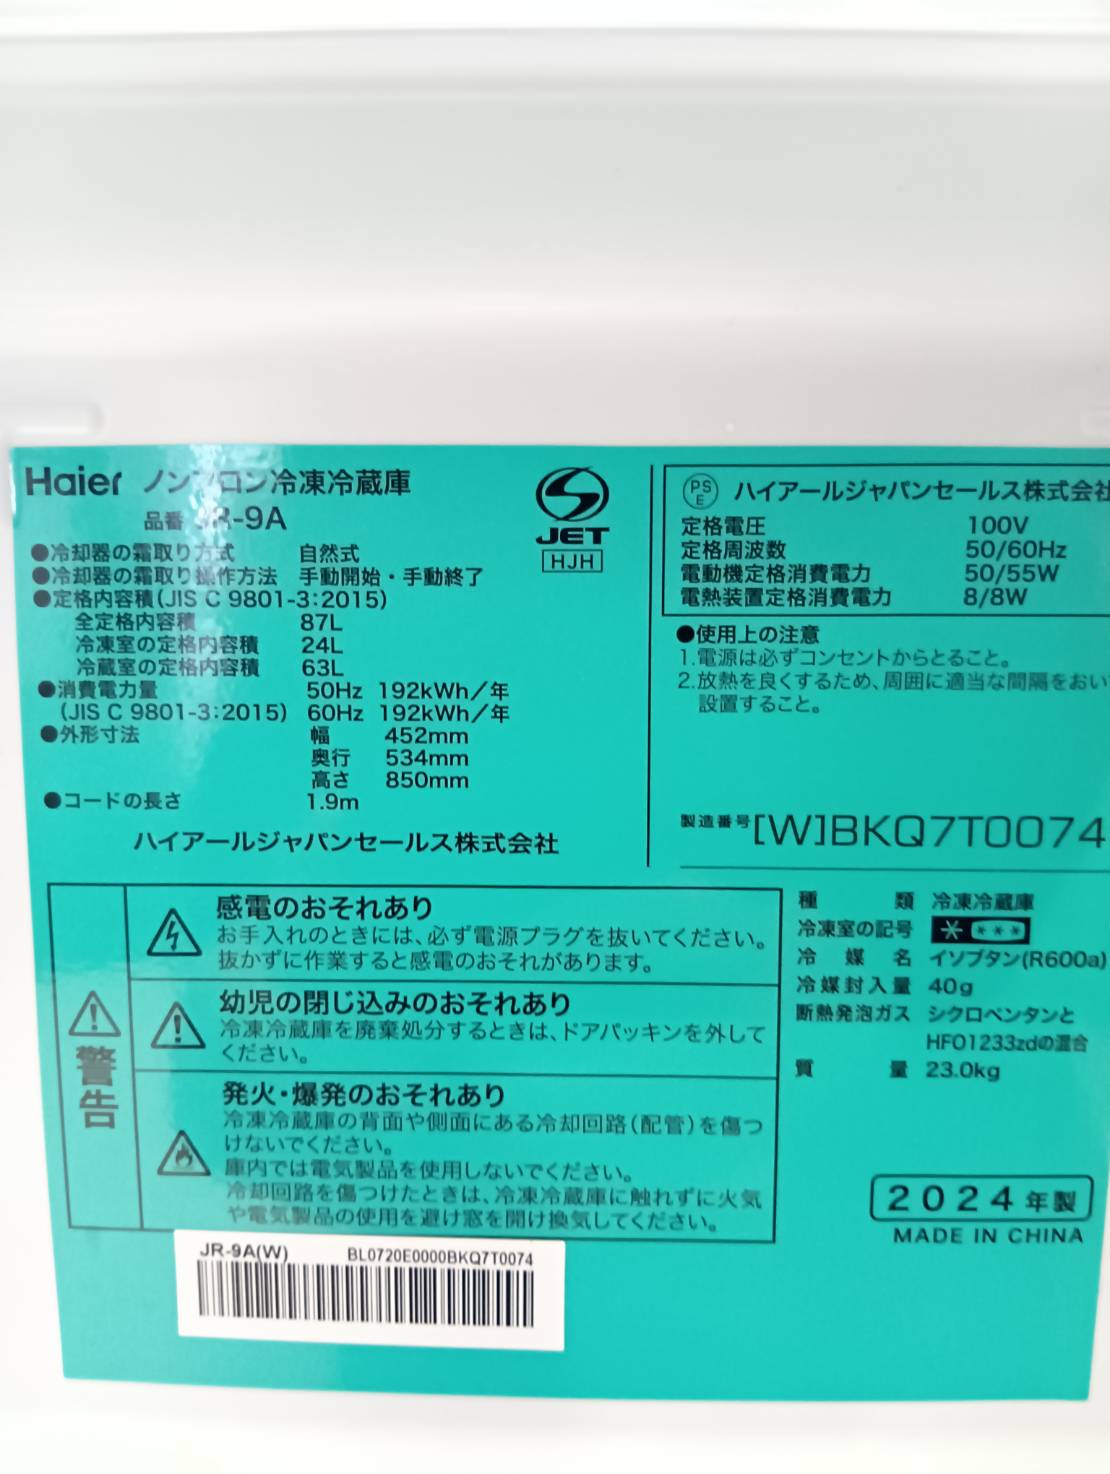 Haier ノンフロン冷凍冷蔵庫
品番 JR-9A
●冷却器の霜取り方式 自然式
●冷却器の霜取り操作方法 手動開始・手動終了
●定格内容積(JIS C 9801-3:2015)
全定格内容積 87L
冷凍室の定格内容積 24L
冷蔵室の定格内容積 63L
●消費電力量 50Hz 192kWh/年
(JIS C 9801-3:2015) 60Hz 192kWh/年
●外形寸法 幅 452mm
奥行 534mm
高さ 850mm
●コードの長さ 1.9m
ハイアールジャパンセールス株式会社
JET
HJH
PS
E
ハイアールジャパンセールス株式会社
定格電圧 100V
定格周波数 50/60Hz
電動機定格消費電力 50/55W
電熱装置定格消費電力 8/8W
●使用上の注意
1.電源は必ずコンセントからとること。
2.放熱を良くするため、周囲に適当な間隔をおい
設置すること。
製造番号[W]BKQ7T0074
警告
感電のおそれあり
お手入れのときには、必ず電源プラグを抜いてください。
抜かずに作業すると感電のおそれがあります。
幼児の閉じ込みのおそれあり
冷凍冷蔵庫を廃棄処分するときは、ドアパッキンを外して
ください。
発火・爆発のおそれあり
冷凍冷蔵庫の背面や側面にある冷却回路(配管)を傷つ
けないでください。
庫内では電気製品を使用しないでください。
冷却回路を傷つけたときは、冷凍冷蔵庫に触れずに火気
や電気製品の使用を避け窓を開け換気してください。
種類 冷凍冷蔵庫
冷凍室の記号 * ***
冷媒名 イソブタン(R600a)
冷媒封入量 40g
断熱発泡ガス シクロペンタンと
HFO1233zdの混合
質量 23.0kg
2024年製
MADE IN CHINA
JR-9A(W) BL0720E0000BKQ7T0074